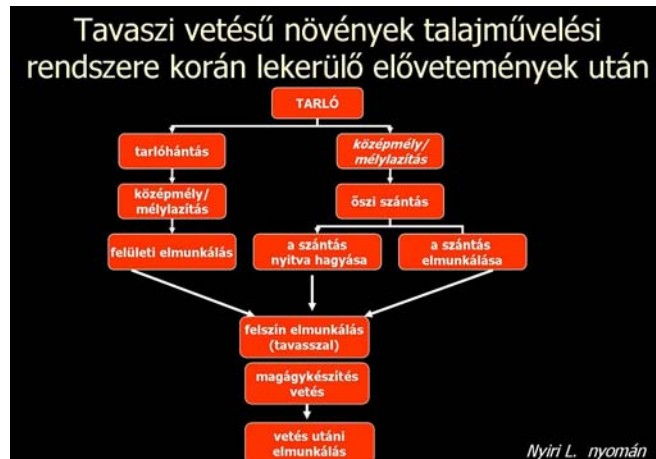 Tavaszi vetésű növények talajművelési
rendszere korán lekerülő elővetemények után
TARLÓ
tarlóhántás
középmély/
mélylazítás
középmély/
mélylazítás
őszi szántás
felületi elmunkálás
a szántás
nyitva hagyása
a szántás
elmunkálása
felszín elmunkálás
(tavasszal)
magágykészítés
vetés
vetés utáni
elmunkálás
Nyiri L. nyomán